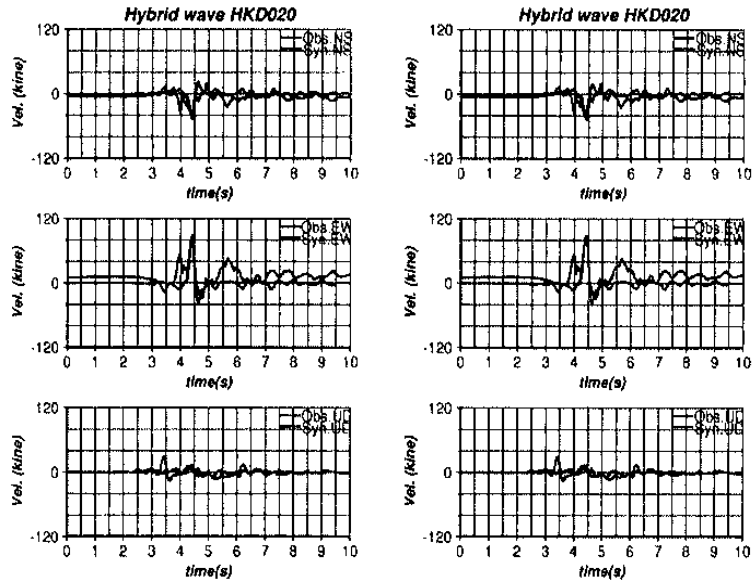 Hybrid wave HKD020
120
Obs.NS
Syn.NS
Vel. (kine)
0
-120
0 1 2 3 4 5 6 7 8 9 10
time(s)
120
Obs.EW
Syn.EW
Vel. (kine)
0
-120
0 1 2 3 4 5 6 7 8 9 10
time(s)
120
Obs.UD
Syn.UD
Vel. (kine)
0
-120
0 1 2 3 4 5 6 7 8 9 10
time(s)
Hybrid wave HKD020
120
Obs.NS
Syn.NS
Vel. (kine)
0
-120
0 1 2 3 4 5 6 7 8 9 10
time(s)
120
Obs.EW
Syn.EW
Vel. (kine)
0
-120
0 1 2 3 4 5 6 7 8 9 10
time(s)
120
Obs.UD
Syn.UD
Vel. (kine)
0
-120
0 1 2 3 4 5 6 7 8 9 10
time(s)